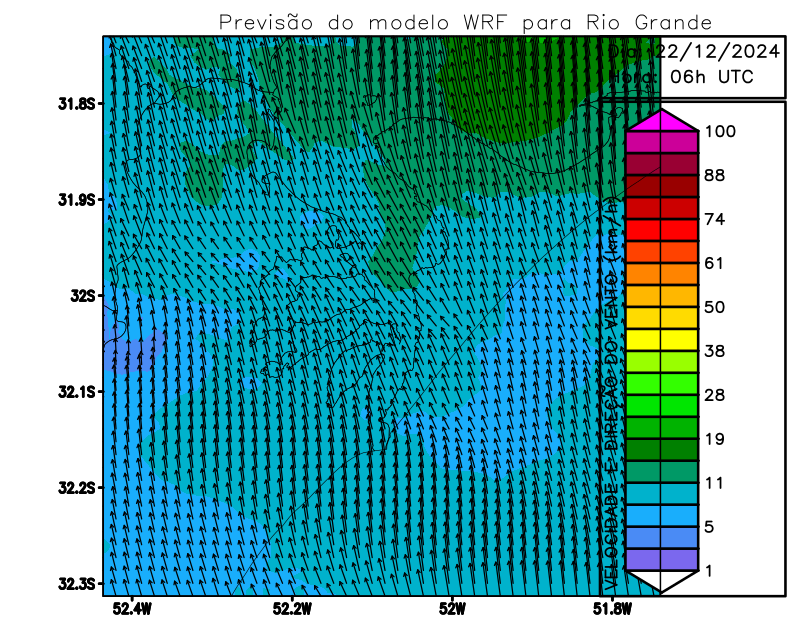 Previsão do modelo WRF para Rio Grande
Dia: 22/12/2024
Hora: 06h UTC
31.8S
31.9S
32S
32.1S
32.2S
32.3S
52.4W
52.2W
52W
51.8W
VELOCIDADE E DIREÇÃO DO VENTO (km/h)
100
88
74
61
50
38
28
19
11
5
1